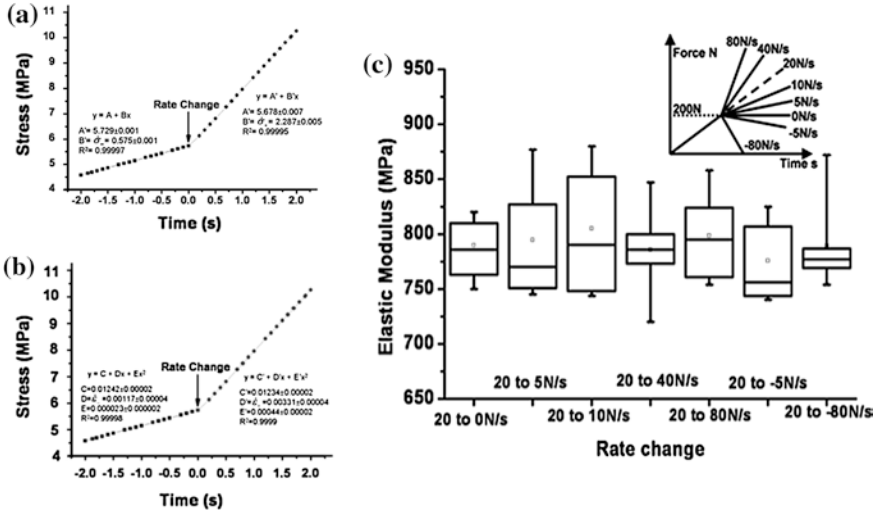 (a)
Stress (MPa)
11
10
9
8
7
6
5
4
y = A + Bx
A'= 5.729±0.001
= 0.575±0.001
R²= 0.99997
Rate Change
y = A' + B'x
A'= 5.678±0.007
= 2.287±0.005
R²= 0.99995
-2.0 -1.5 -1.0 -0.5 0.0 0.5 1.0 1.5 2.0
Time (s)
(b)
Stress (MPa)
11
10
9
8
7
6
5
4
y = C + Dx + Ex²
C=0.01242±0.00002
=0.00117±0.00004
E=0.000023±0.000002
R²=0.99998
Rate Change
y = C' + D'x + E'x²
C'=0.01234±0.00002
=0.00331±0.00004
E'=0.00044±0.00002
R²=0.9999
-2.0 -1.5 -1.0 -0.5 0.0 0.5 1.0 1.5 2.0
Time (s)
(c)
Elastic Modulus (MPa)
950
900
850
800
750
700
650
Force N
200N
80N/s
40N/s
20N/s
10N/s
5N/s
0N/s
-5N/s
-80N/s
Time s
20 to 5N/s 20 to 40N/s 20 to -5N/s
20 to 0N/s 20 to 10N/s 20 to 80N/s 20 to -80N/s
Rate change